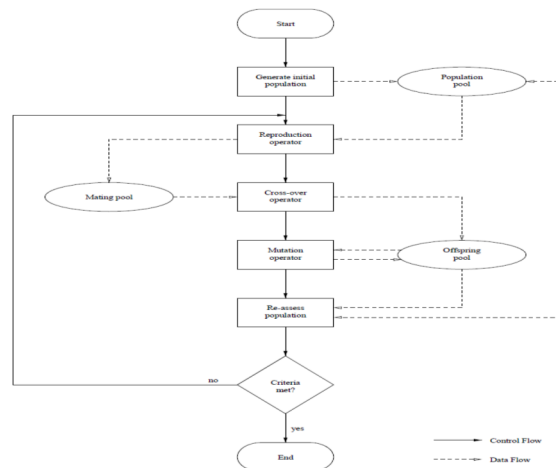 Start
Generate initial
population
Population
pool
Reproduction
operator
Mating pool
Cross-over
operator
Mutation
operator
Offspring
pool
Re-assess
population
no
Criteria
met?
yes
End
Control Flow
Data Flow